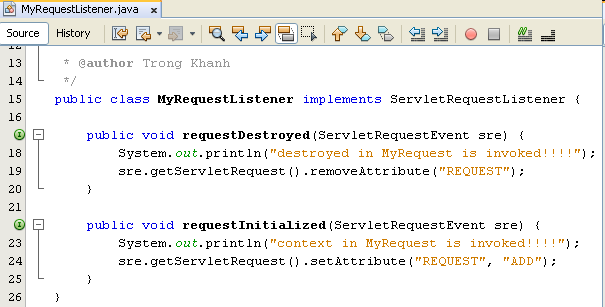 MyRequestListener.java
Source History
12
13 * @author Trong Khanh
14 */
15 public class MyRequestListener implements ServletRequestListener {
16
public void requestDestroyed(ServletRequestEvent sre) {
18 System.out.println("destroyed in MyRequest is invoked!!!!");
19 sre.getServletRequest().removeAttribute("REQUEST");
20 }
21
public void requestInitialized(ServletRequestEvent sre) {
23 System.out.println("context in MyRequest is invoked!!!!");
24 sre.getServletRequest().setAttribute("REQUEST", "ADD");
25 }
26 }